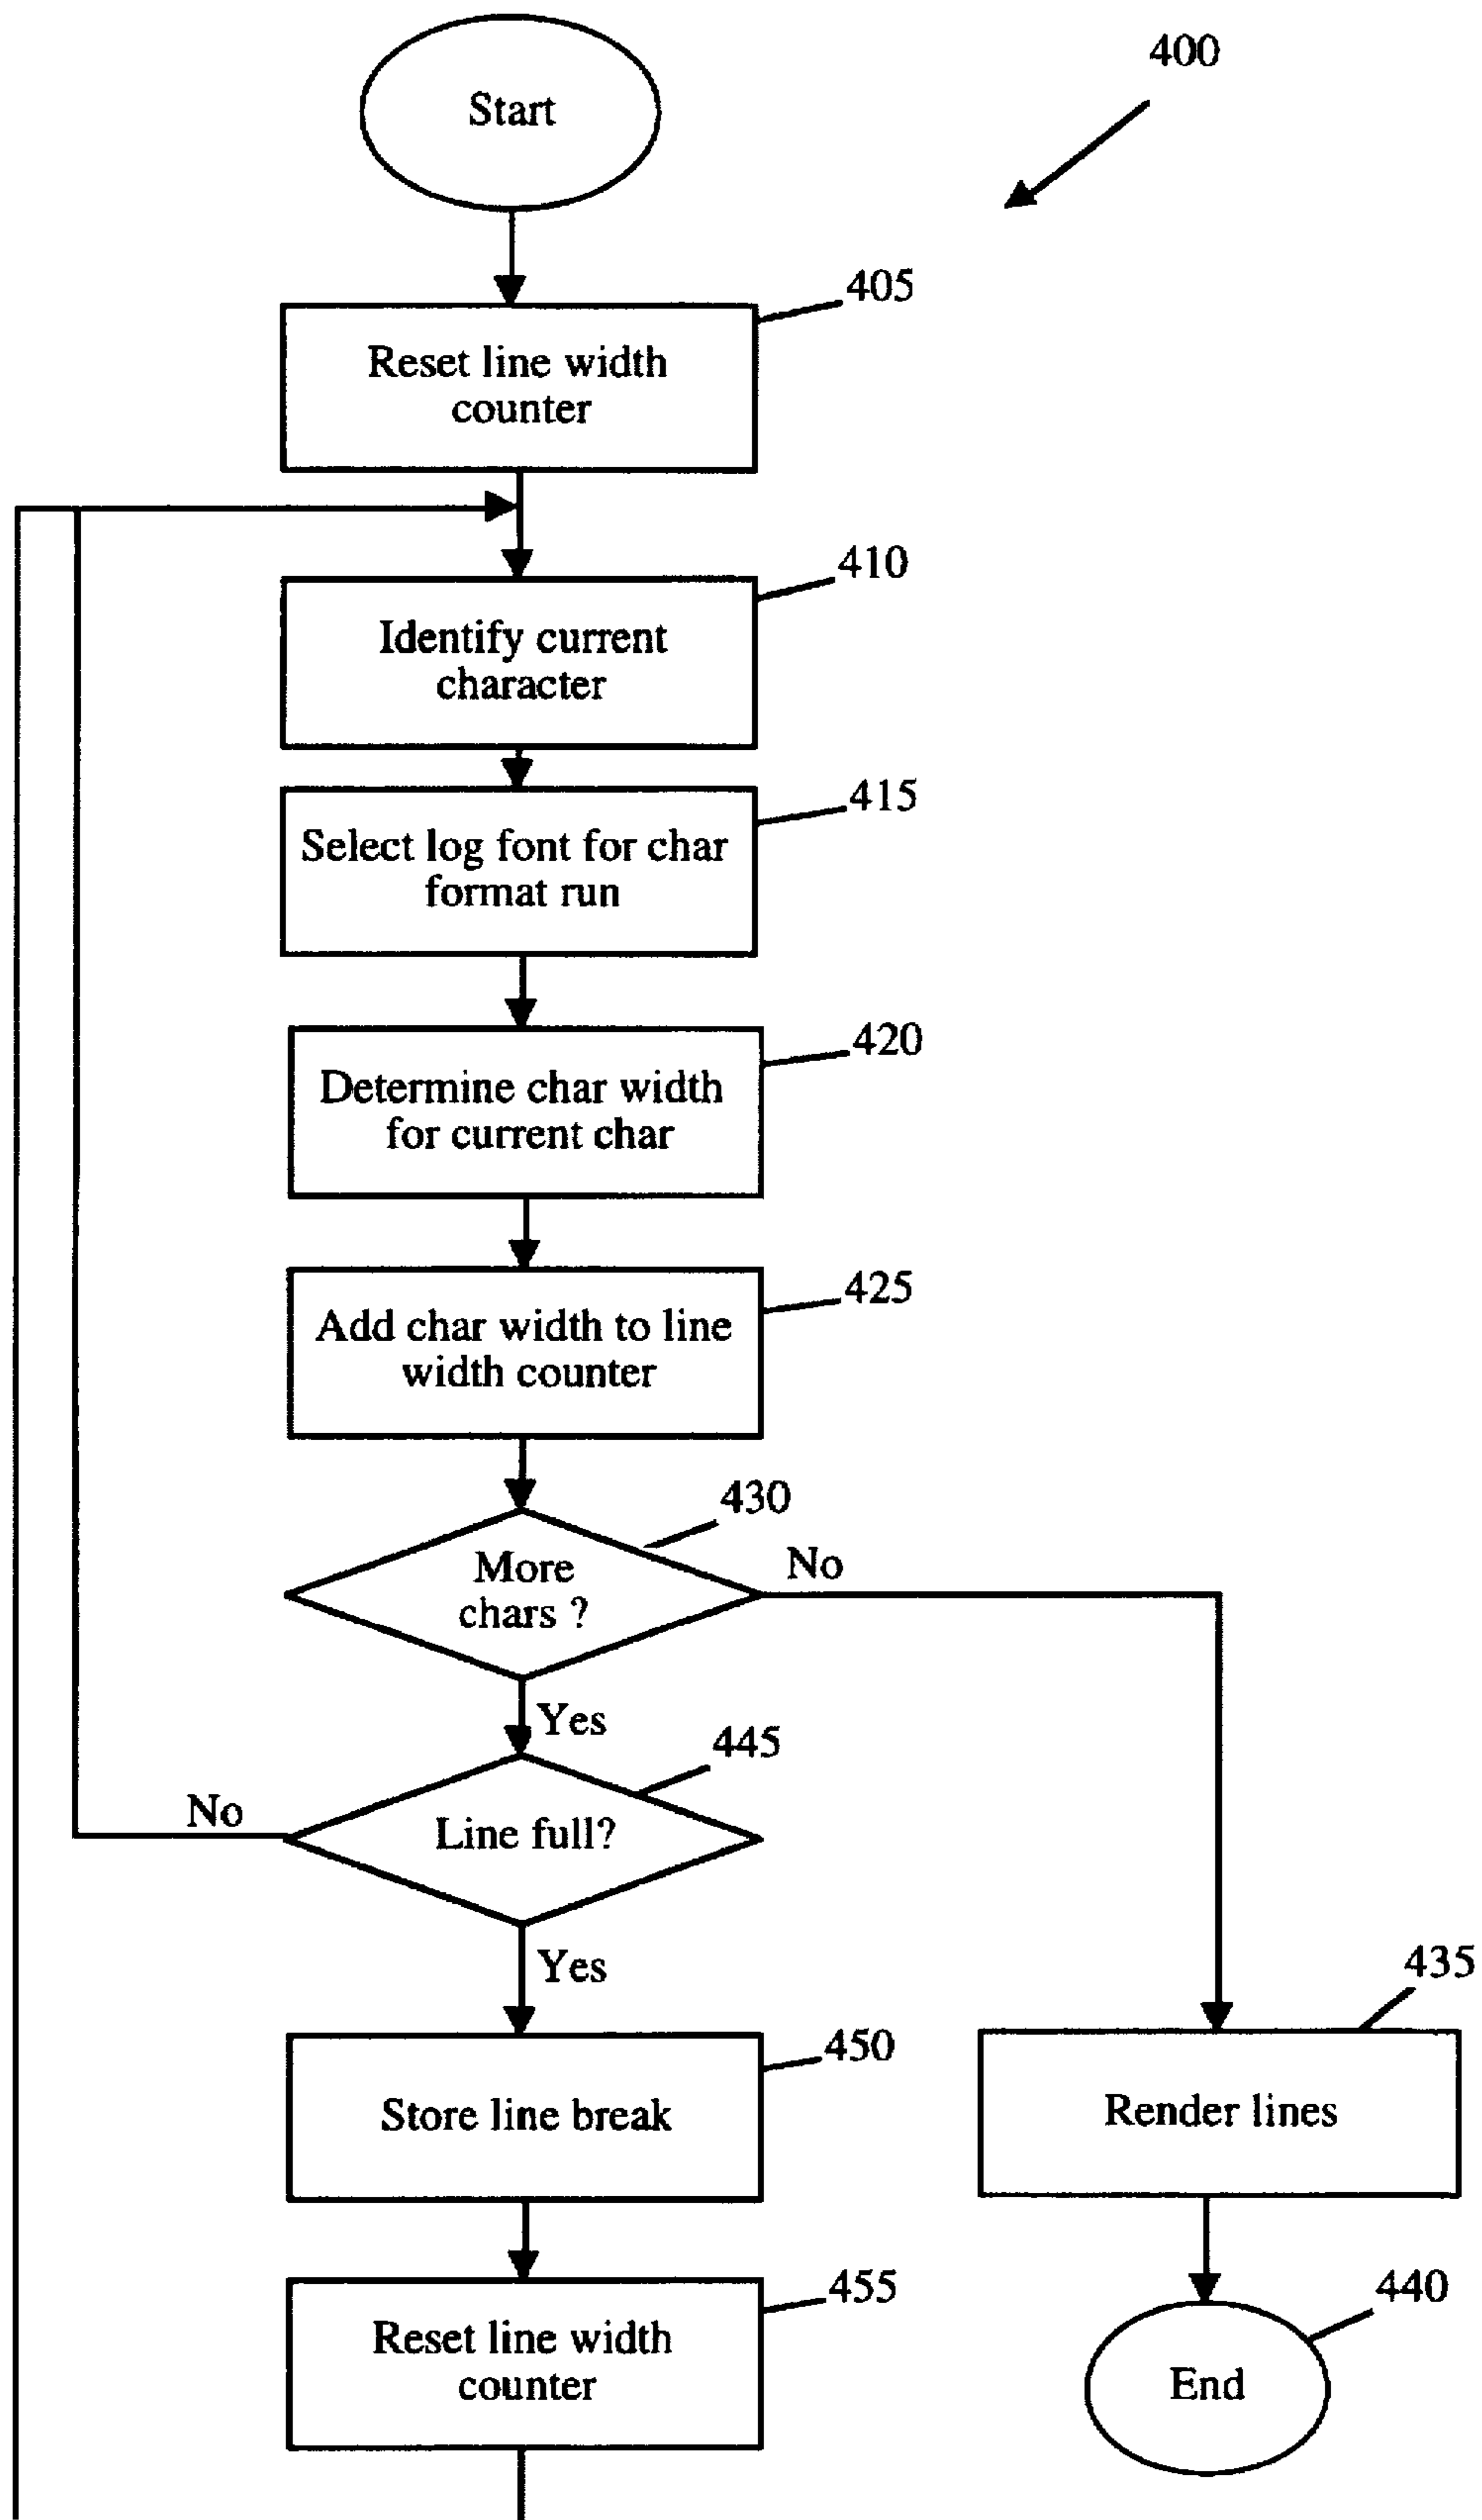 Start
400
405
Reset line width
counter
410
Identify current
character
415
Select log font for char
format run
420
Determine char width
for current char
425
Add char width to line
width counter
430
More
chars ?
No
Yes
445
No
Line full?
Yes
435
450
Store line break
Render lines
455
440
Reset line width
counter
End